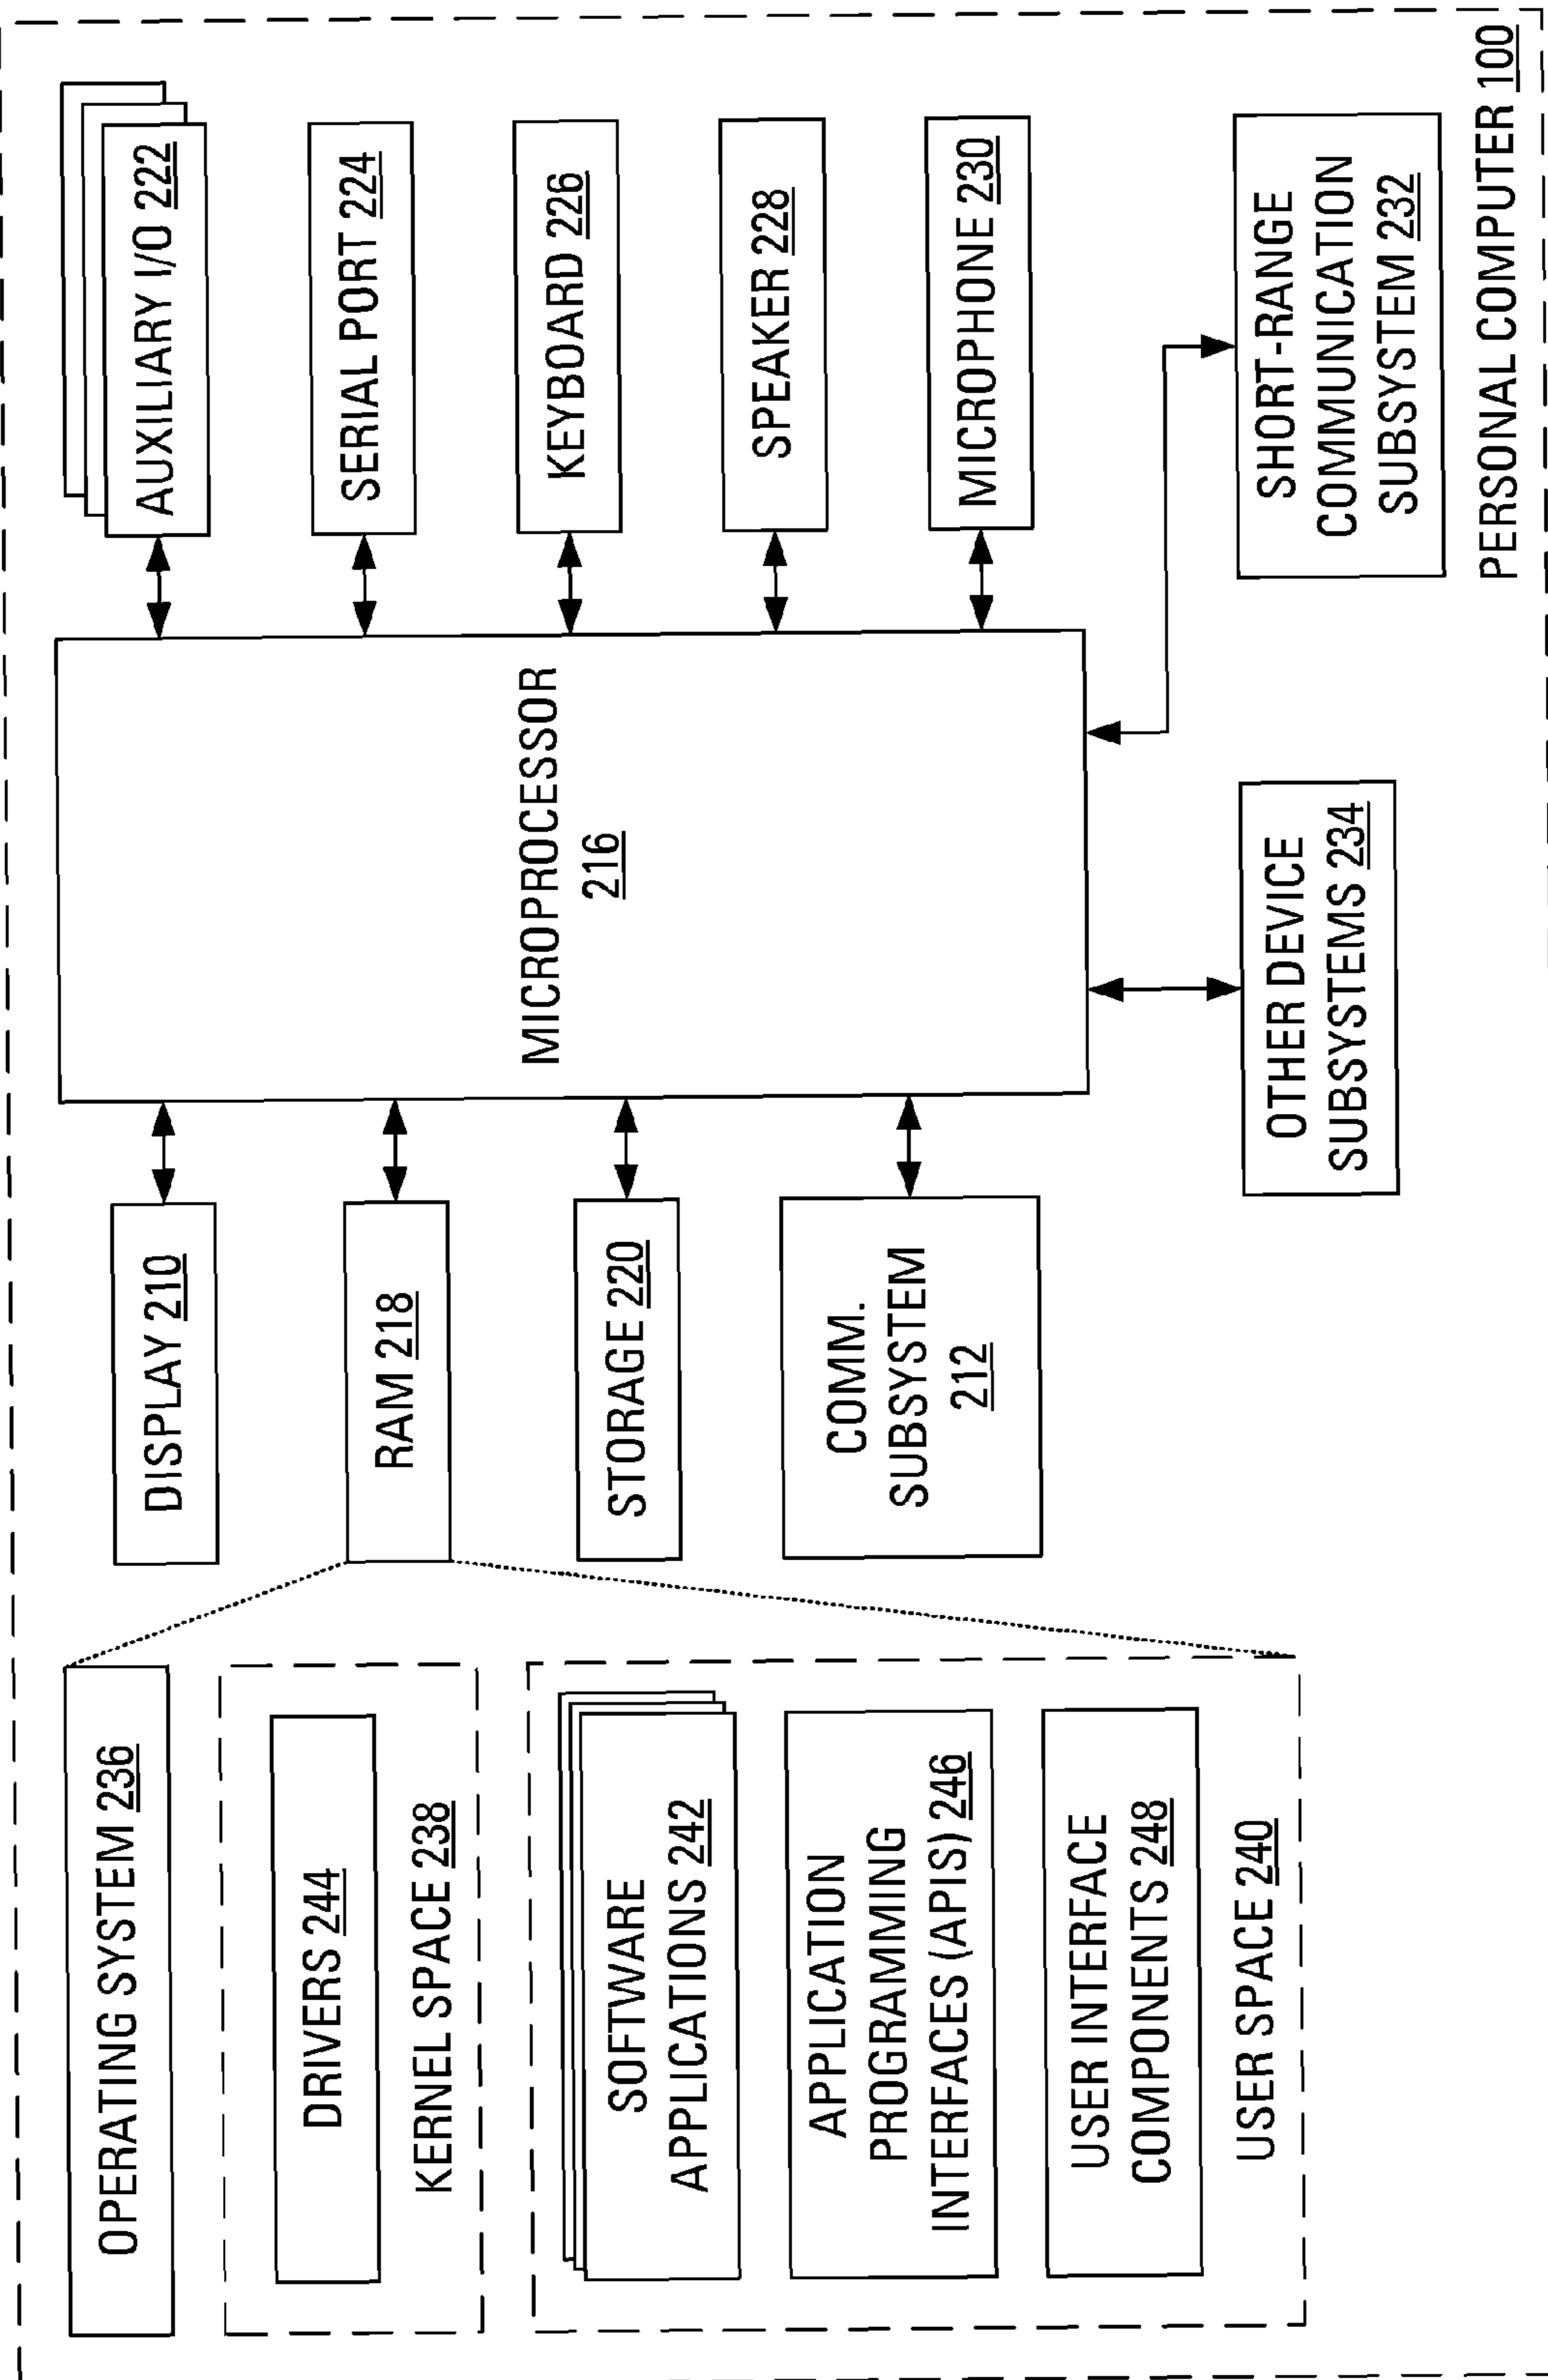 OPERATING SYSTEM 236
DRIVERS 244
KERNEL SPACE 238
SOFTWARE
APPLICATIONS 242
APPLICATION
PROGRAMMING
INTERFACES (APIS) 246
USER INTERFACE
COMPONENTS 248
USER SPACE 240
DISPLAY 210
RAM 218
STORAGE 220
COMM.
SUBSYSTEM
212
MICROPROCESSOR
216
OTHER DEVICE
SUBSYSTEMS 234
AUXILIARY I/O 222
SERIAL PORT 224
KEYBOARD 226
SPEAKER 228
MICROPHONE 230
SHORT-RANGE
COMMUNICATION
SUBSYSTEM 232
PERSONAL COMPUTER 100